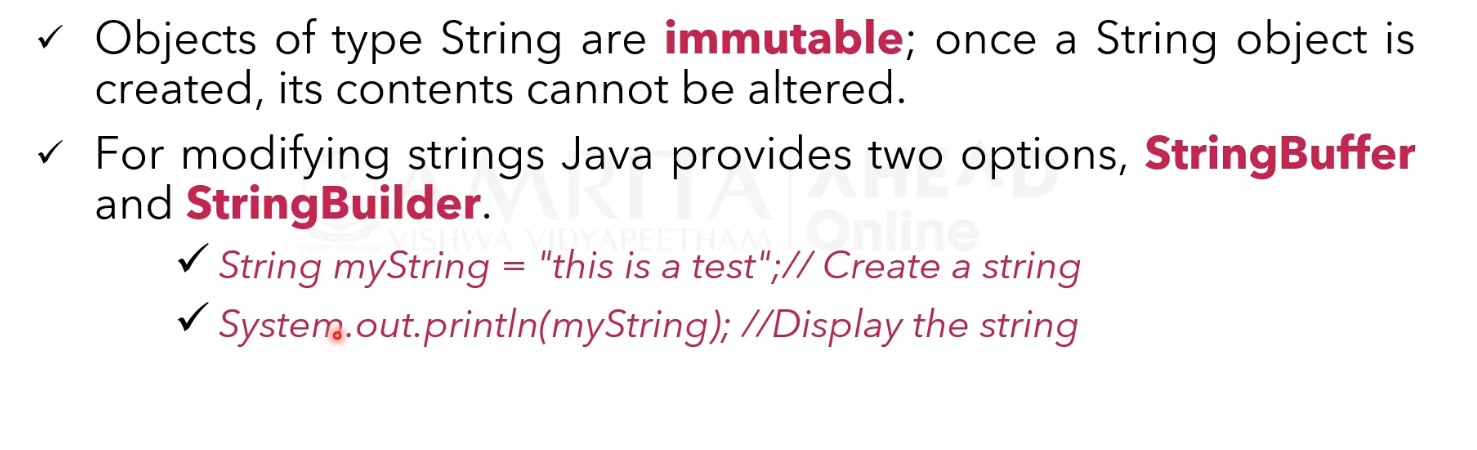 ✓ Objects of type String are immutable; once a String object is
created, its contents cannot be altered.
✓ For modifying strings Java provides two options, StringBuffer
and StringBuilder.
✓ String myString = "this is a test";// Create a string
✓ System.out.println(myString); //Display the string
AMRITA
VISHWA VIDYAPEETHAM
AHEAD
Online